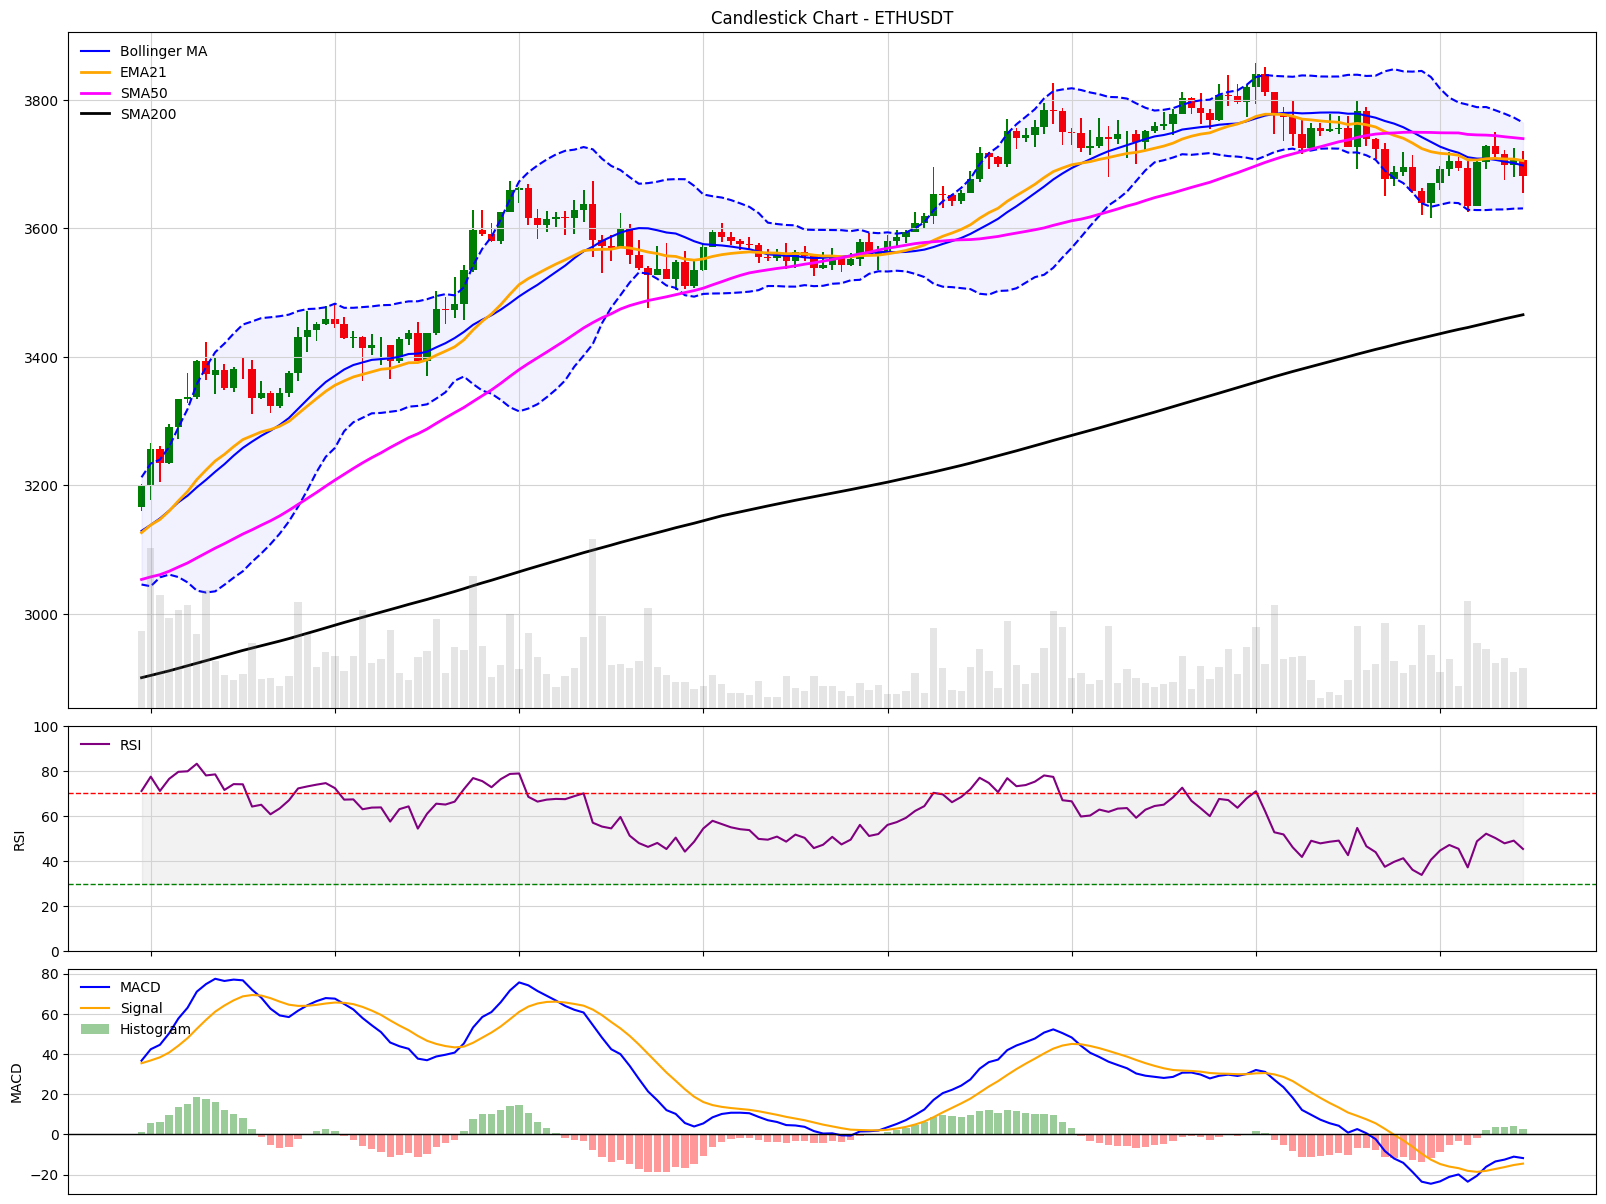 Candlestick Chart - ETHUSDT
Bollinger MA
EMA21
SMA50
SMA200
3800
3600
3400
3200
3000
RSI
100
80
60
40
20
0
RSI
MACD
Signal
Histogram
80
60
40
20
0
−20
MACD